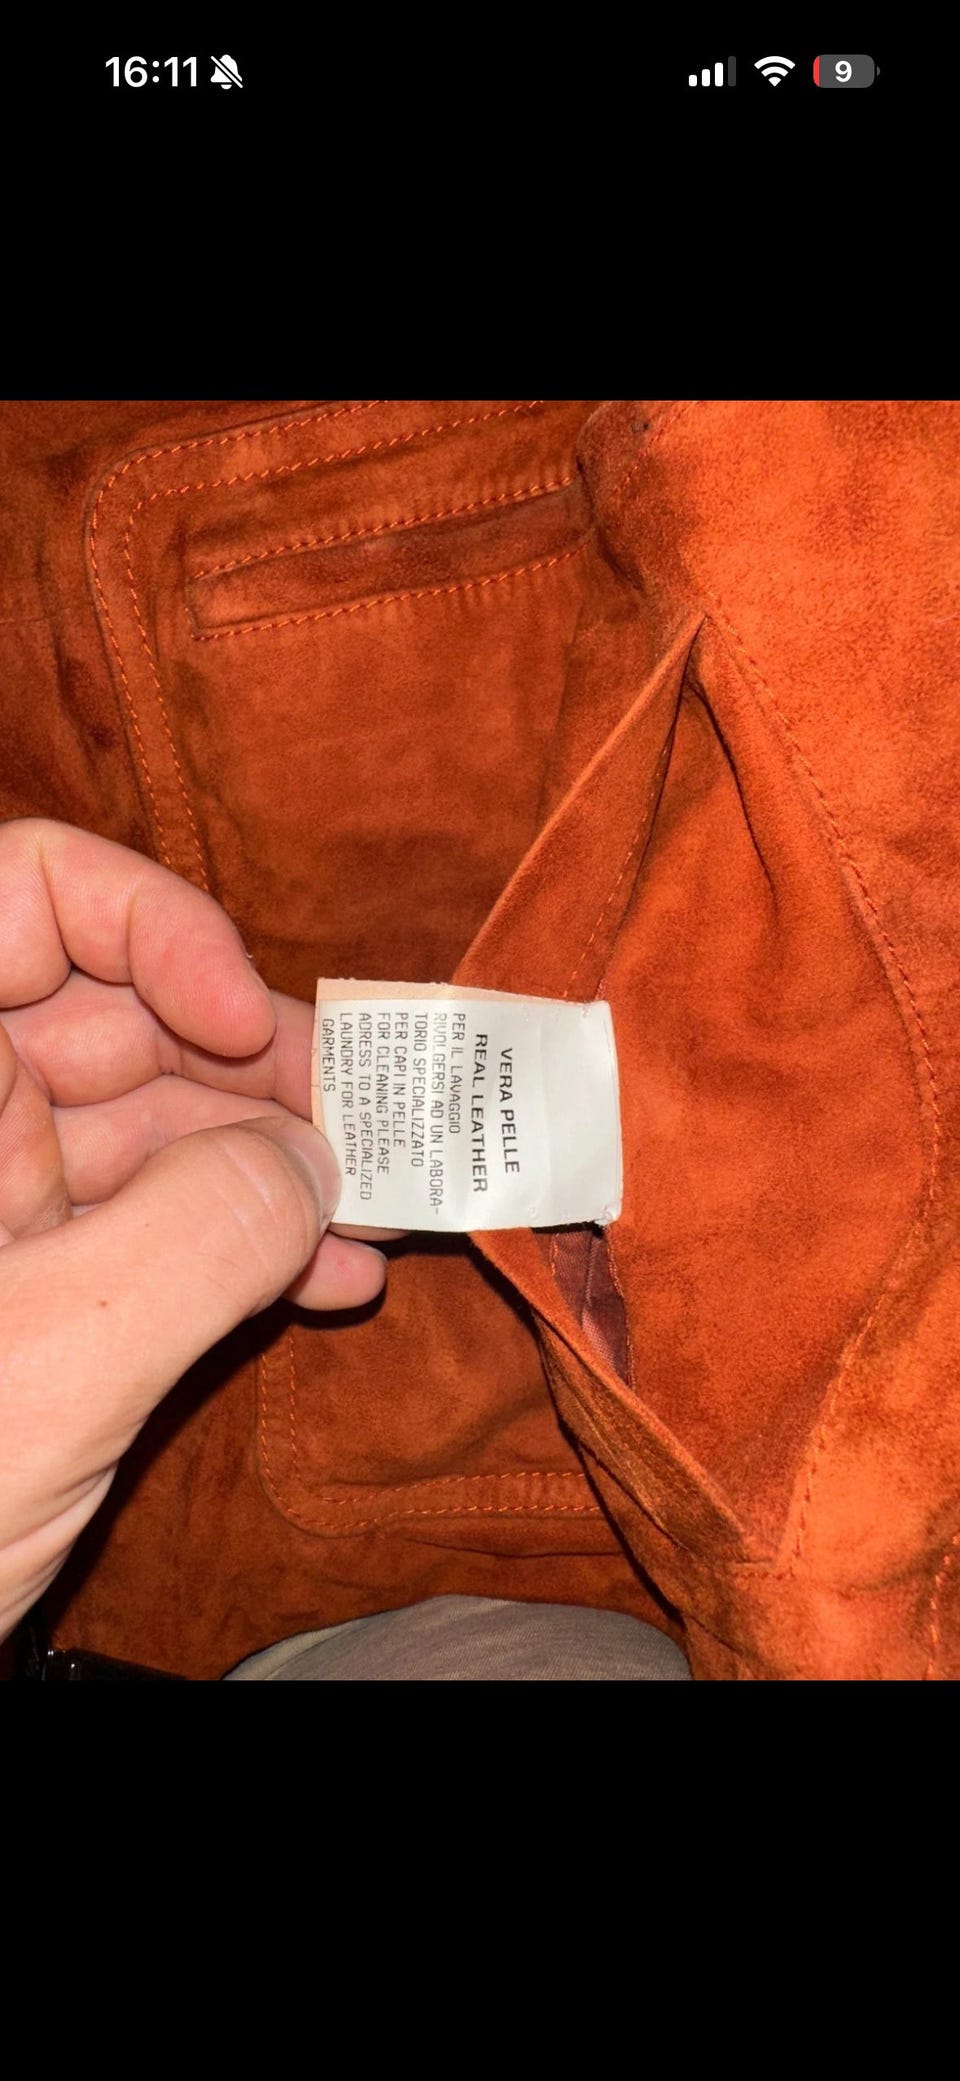 16:11
9
VERA PELLE
REAL LEATHER
PER IL LAVAGGIO
RIVOLGERSI AD UN LABORA-
TORIO SPECIALIZZATO
PER CAPI IN PELLE
FOR CLEANING PLEASE
ADRESS TO A SPECIALIZED
LAUNDRY FOR LEATHER
GARMENTS